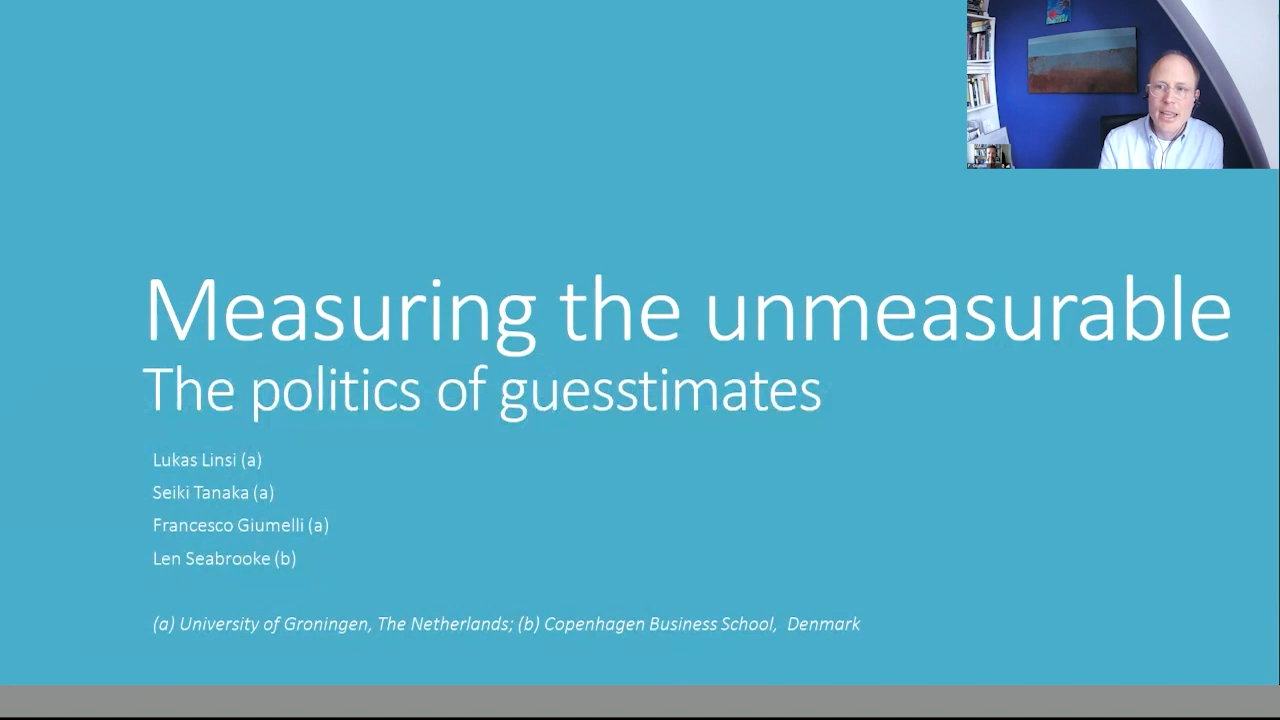 Measuring the unmeasurable
The politics of guesstimates
Lukas Linsi (a)
Seiki Tanaka (a)
Francesco Giumelli (a)
Len Seabrooke (b)
(a) University of Groningen, The Netherlands; (b) Copenhagen Business School, Denmark